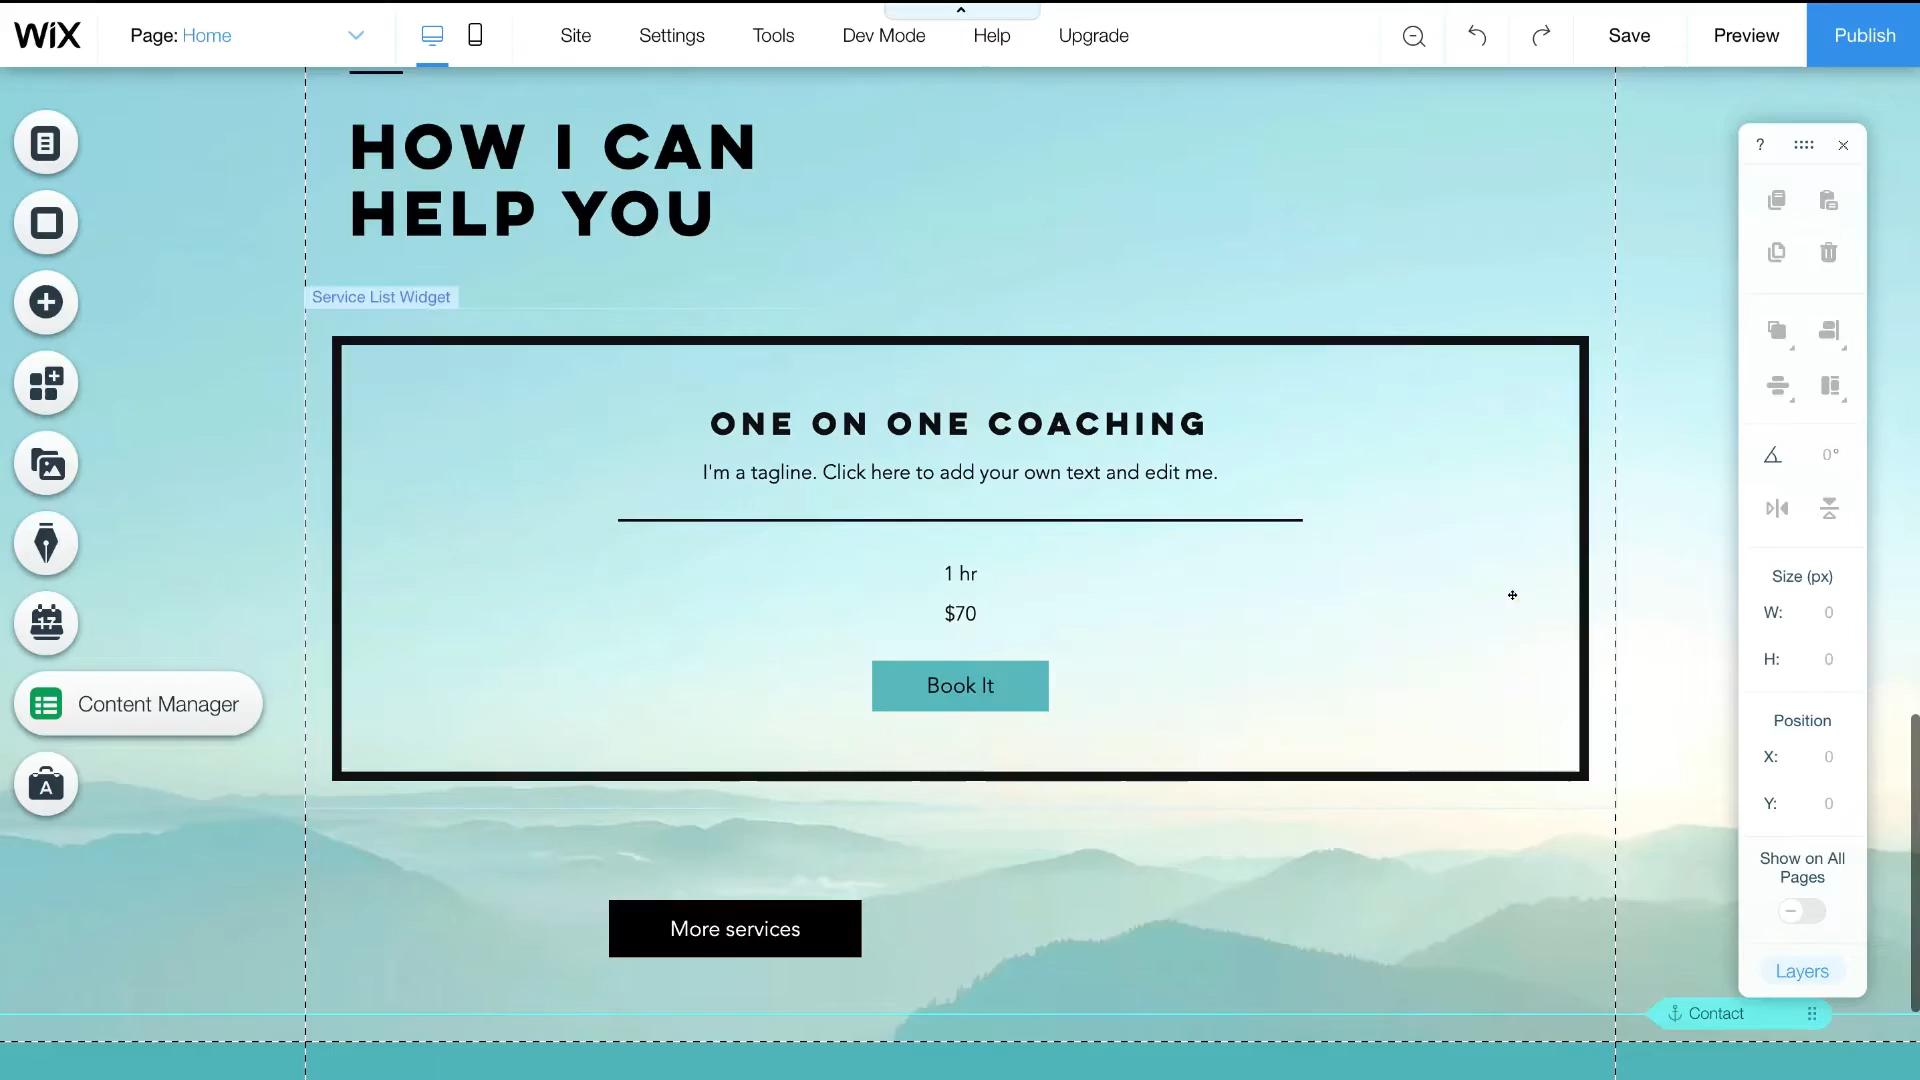 WIX
Page: Home
Site
Settings
Tools
Dev Mode
Help
Upgrade
Save
Preview
Publish
HOW I CAN
HELP YOU
Service List Widget
ONE ON ONE COACHING
I'm a tagline. Click here to add your own text and edit me.
1 hr
$70
Book It
More services
17
Content Manager
A
?
0°
Size (px)
W: 0
H: 0
Position
X: 0
Y: 0
Show on All
Pages
Layers
Contact